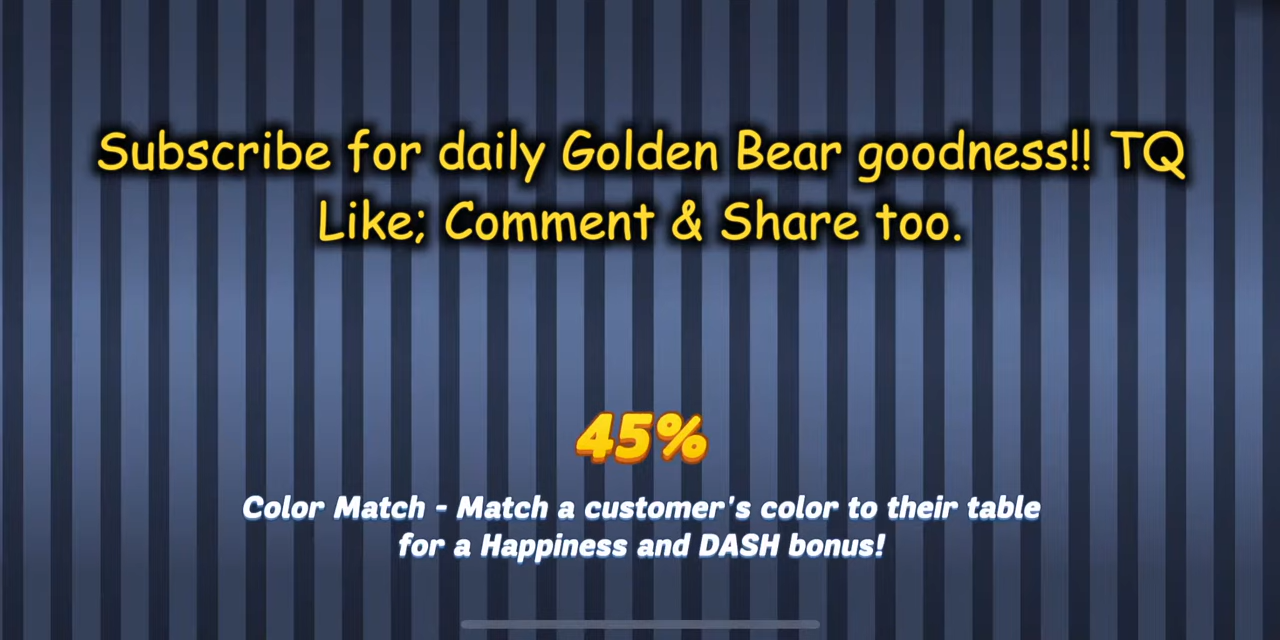 Subscribe for daily Golden Bear goodness!! TQ
Like; Comment & Share too.
45%
Color Match - Match a customer's color to their table
for a Happiness and DASH bonus!